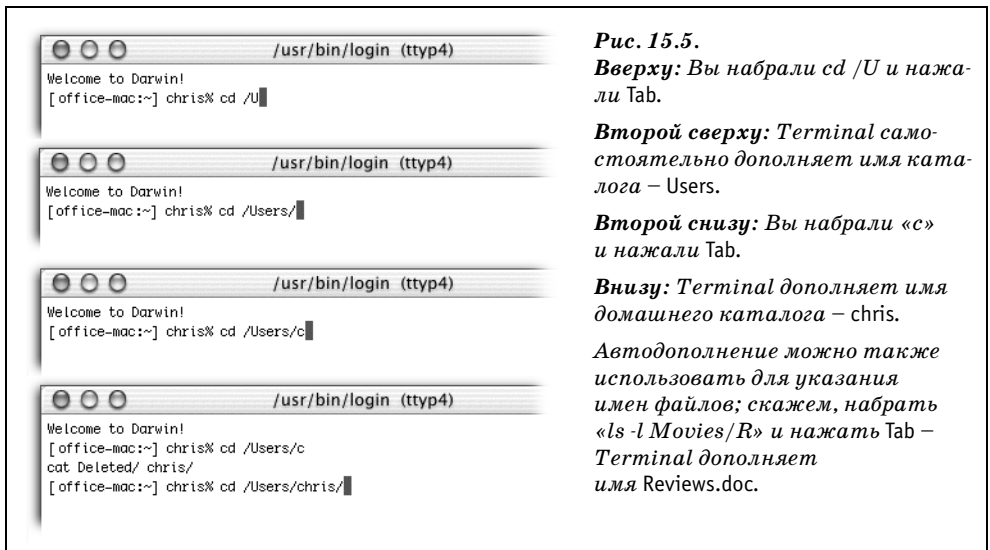 /usr/bin/login (ttyp4)
Welcome to Darwin!
[office-mac:~] chris% cd /U
/usr/bin/login (ttyp4)
Welcome to Darwin!
[office-mac:~] chris% cd /Users/
/usr/bin/login (ttyp4)
Welcome to Darwin!
[office-mac:~] chris% cd /Users/c
/usr/bin/login (ttyp4)
Welcome to Darwin!
[office-mac:~] chris% cd /Users/c
cat Deleted/ chris/
[office-mac:~] chris% cd /Users/chris/
Рис. 15.5.
Вверху: Вы набрали cd /U и нажа-
ли Tab.
Второй сверху: Terminal само-
стоятельно дополняет имя ката-
лога – Users.
Второй снизу: Вы набрали «c»
и нажали Tab.
Внизу: Terminal дополняет имя
домашнего каталога – chris.
Автодополнение можно также
использовать для указания
имен файлов; скажем, набрать
«ls -l Movies/R» и нажать Tab –
Terminal дополняет
имя Reviews.doc.